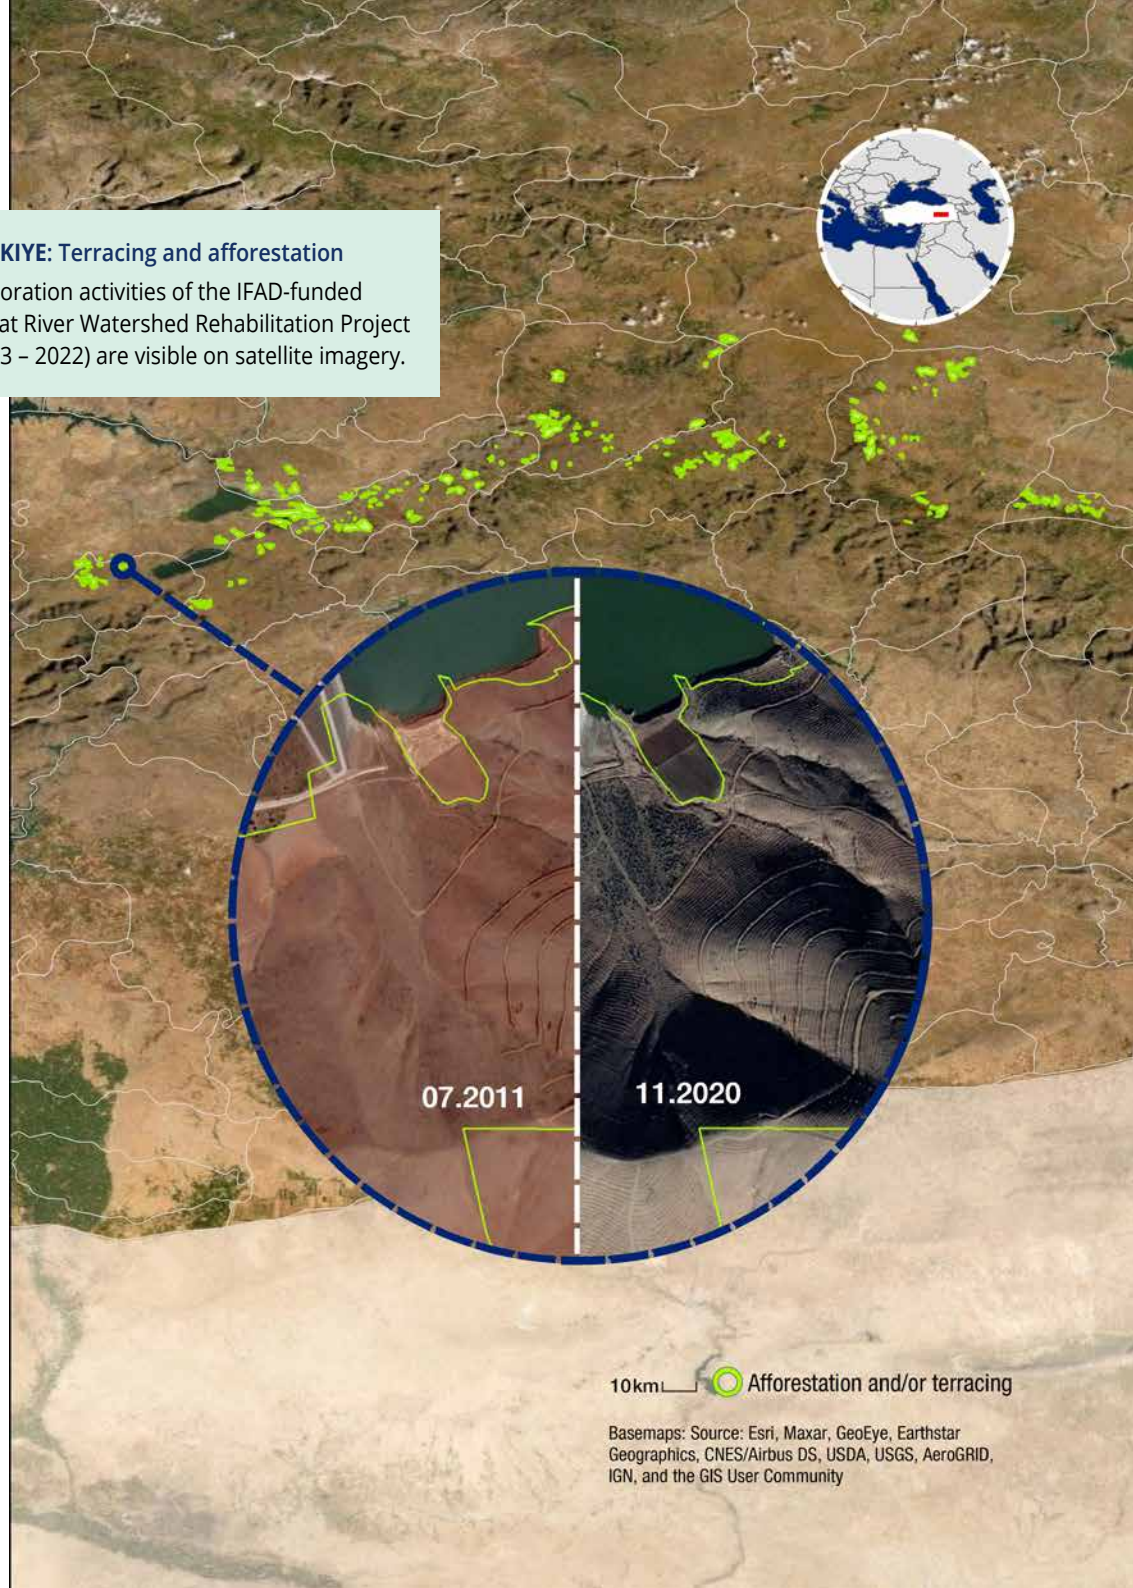 KIYE: Terracing and afforestation
oration activities of the IFAD-funded
at River Watershed Rehabilitation Project
3 – 2022) are visible on satellite imagery.
07.2011
11.2020
10km
Afforestation and/or terracing
Basemaps: Source: Esri, Maxar, GeoEye, Earthstar
Geographics, CNES/Airbus DS, USDA, USGS, AeroGRID,
IGN, and the GIS User Community